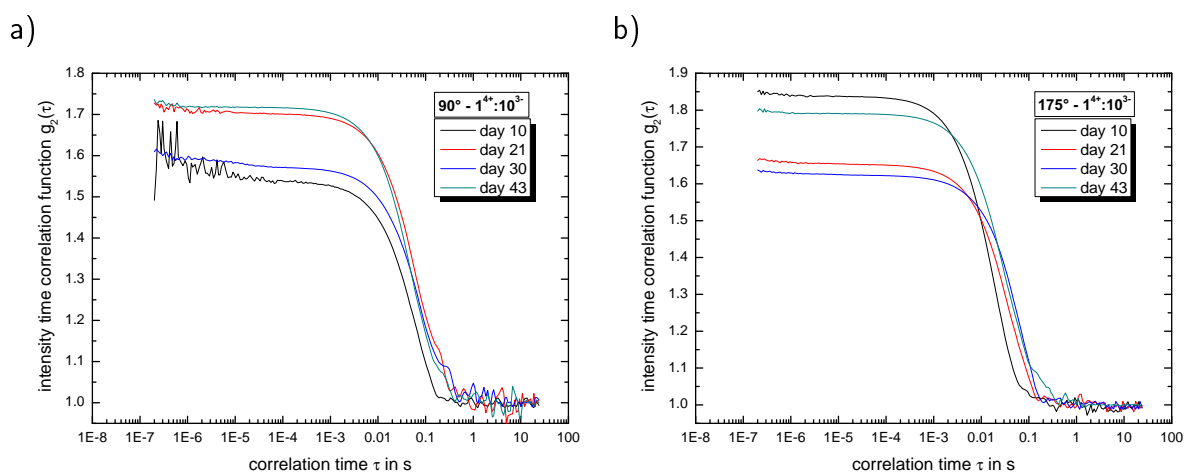 a)
b)
intensity time correlation function g₂(τ)
1.8
1.7
1.6
1.5
1.4
1.3
1.2
1.1
1.0
90° - 1⁴⁺:10³⁻
day 10
day 21
day 30
day 43
1E-8 1E-7 1E-6 1E-5 1E-4 1E-3 0.01 0.1 1 10 100
correlation time τ in s
intensity time correlation function g₂(τ)
1.9
1.8
1.7
1.6
1.5
1.4
1.3
1.2
1.1
1.0
175° - 1⁴⁺:10³⁻
day 10
day 21
day 30
day 43
1E-8 1E-7 1E-6 1E-5 1E-4 1E-3 0.01 0.1 1 10 100
correlation time τ in s